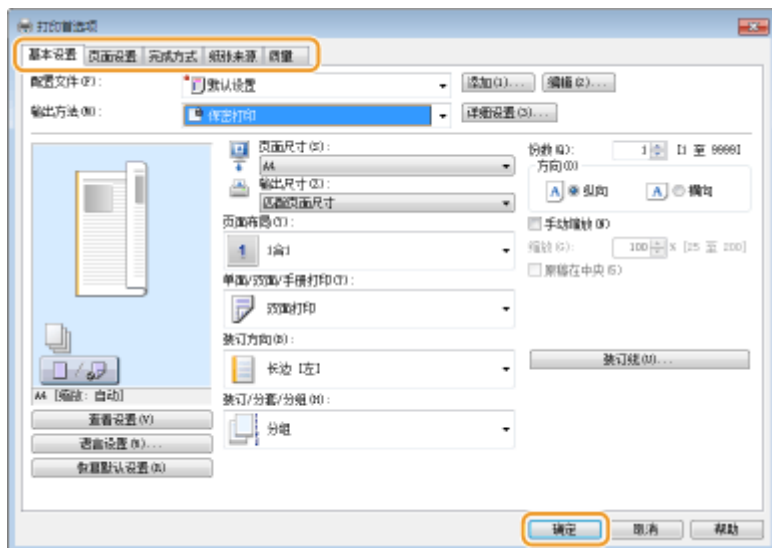 打印首选项
基本设置 页面设置 完成方式 纸张来源 质量
配置文件(F): 默认设置 添加(1)... 编辑(2)...
输出方法(M): 保密打印 详细设置(3)...
页面尺寸(S): 份数(Q): 1 [1 至 9999]
A4 方向(O)
输出尺寸(Z): A 纵向 A 横向
匹配页面尺寸
页面布局(T): 手动缩放(W)
1 1合1 缩放(G): 100 % [25 至 200]
原稿在中央(6)
单面/双面/手册打印(T):
双面打印
装订方向(B):
长边 [左] 装订线(U)...
A4 [缩放: 自动] 装订/分套/分组(H):
查看设置(V) 分组
语言设置(N)...
恢复默认设置(R)
确定 取消 帮助